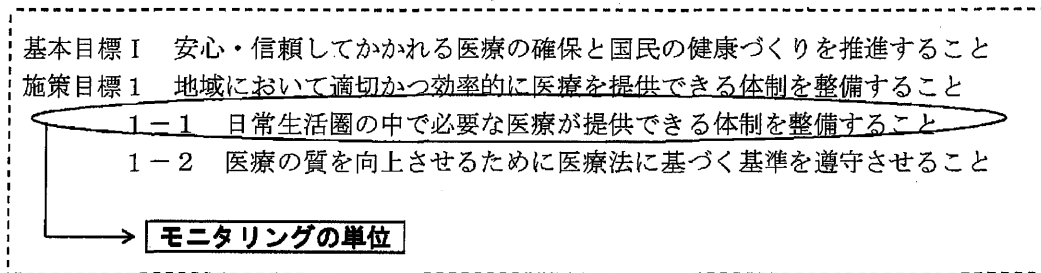 基本目標Ⅰ　安心・信頼してかかれる医療の確保と国民の健康づくりを推進すること
施策目標１　地域において適切かつ効率的に医療を提供できる体制を整備すること
１－１　日常生活圏の中で必要な医療が提供できる体制を整備すること
１－２　医療の質を向上させるために医療法に基づく基準を遵守させること
モニタリングの単位